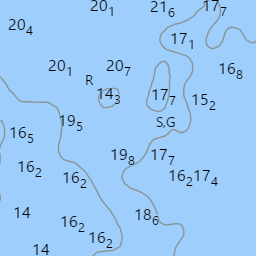 20₁ 21₆ 17₇
20₄ 17₁
20₁ 20₇ 16₈
R
14₃ 17₇ 15₂
19₅ S,G
16₅
19₈ 17₇
16₂ 16₂ 16₂ 17₄
14 18₆
16₂
16₂
14